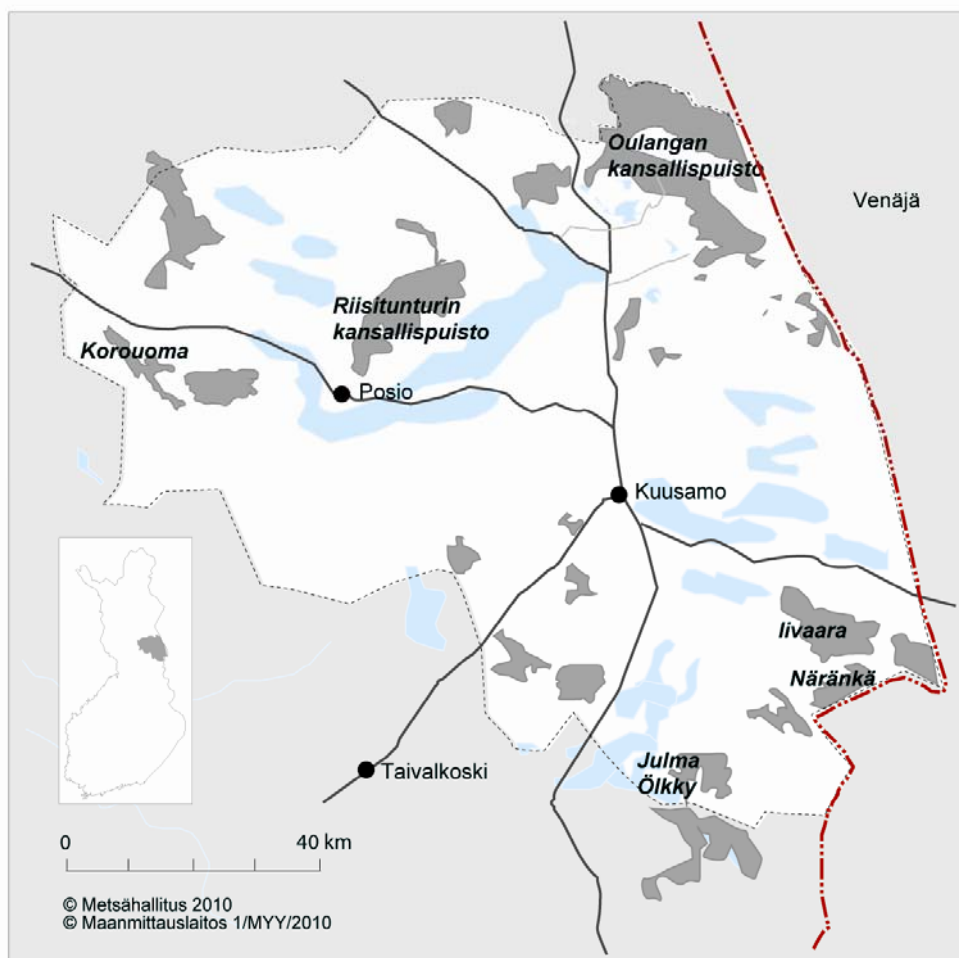 Oulangan
kansallispuisto
Venäjä
Riisitunturin
kansallispuisto
Korouoma
Posio
Kuusamo
Iivaara
Näränkä
Julma
Ölkky
Taivalkoski
0 40 km
© Metsähallitus 2010
© Maanmittauslaitos 1/MYY/2010